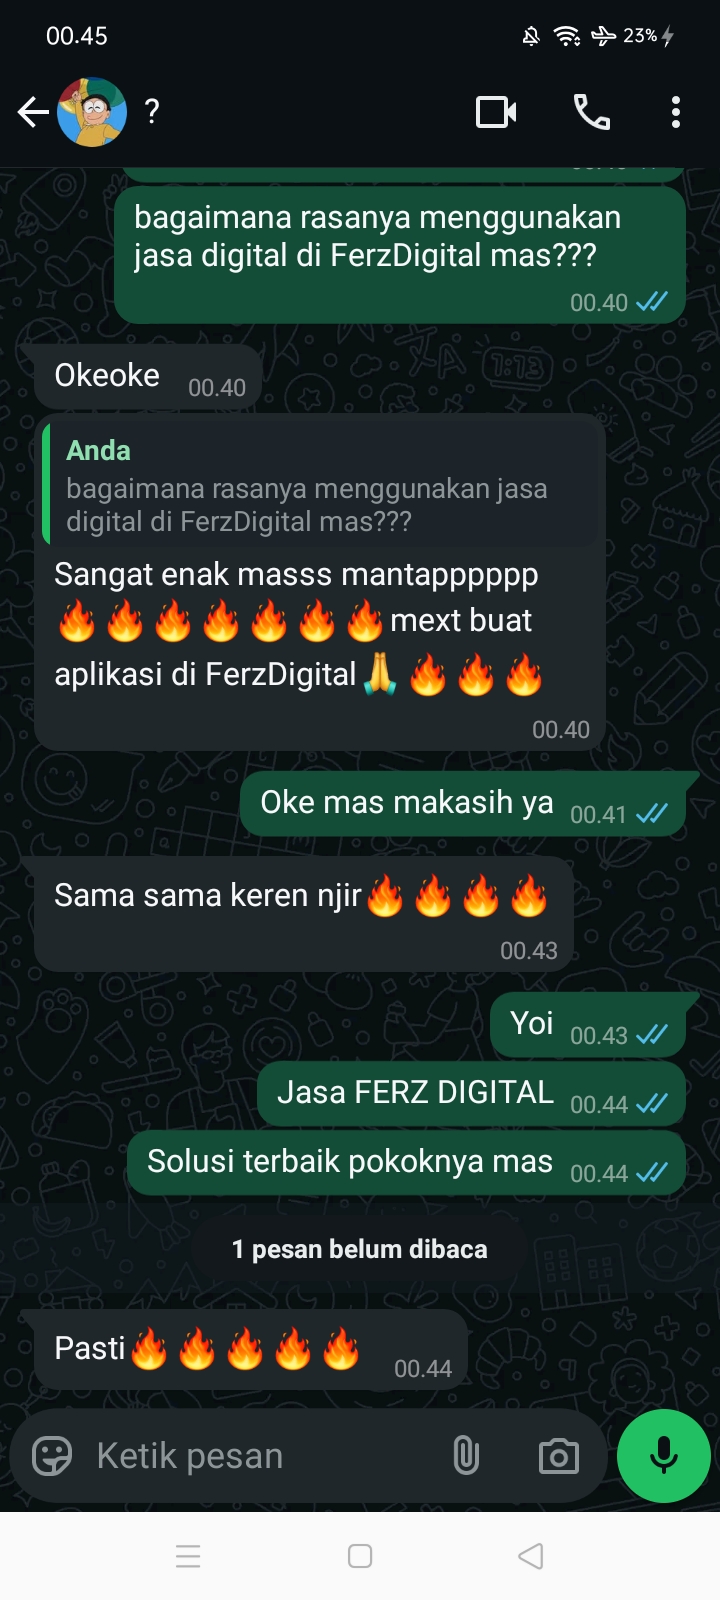 00.45
23%
?
bagaimana rasanya menggunakan
jasa digital di FerzDigital mas???
00.40
Okeoke 00.40
Anda
bagaimana rasanya menggunakan jasa
digital di FerzDigital mas???
Sangat enak masss mantapppppp
🔥🔥🔥🔥🔥🔥🔥mext buat
aplikasi di FerzDigital🙏🔥🔥🔥
00.40
Oke mas makasih ya 00.41
Sama sama keren njir🔥🔥🔥🔥
00.43
Yoi 00.43
Jasa FERZ DIGITAL 00.44
Solusi terbaik pokoknya mas 00.44
1 pesan belum dibaca
Pasti🔥🔥🔥🔥🔥 00.44
Ketik pesan